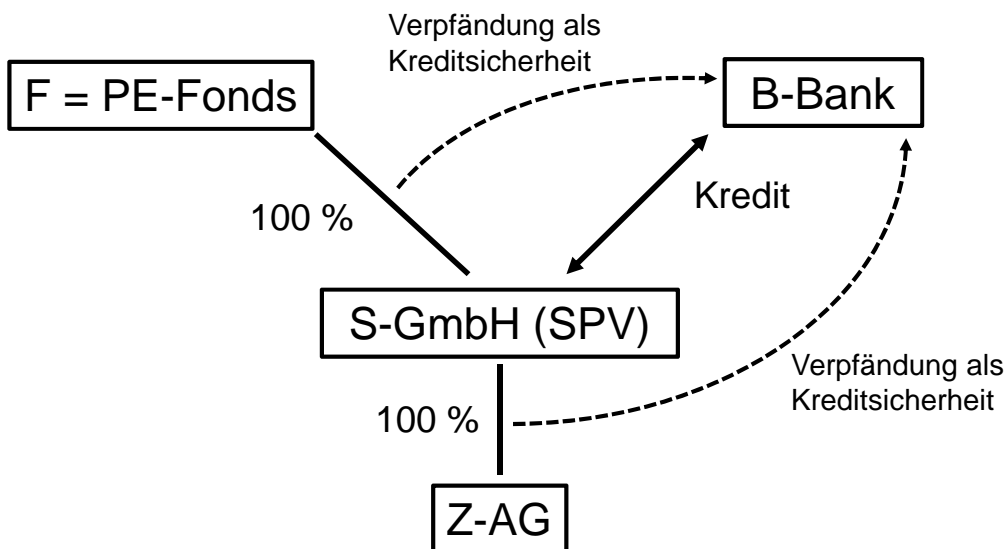 Verpfändung als
Kreditsicherheit
F = PE-Fonds
B-Bank
100 %
Kredit
S-GmbH (SPV)
Verpfändung als
Kreditsicherheit
100 %
Z-AG